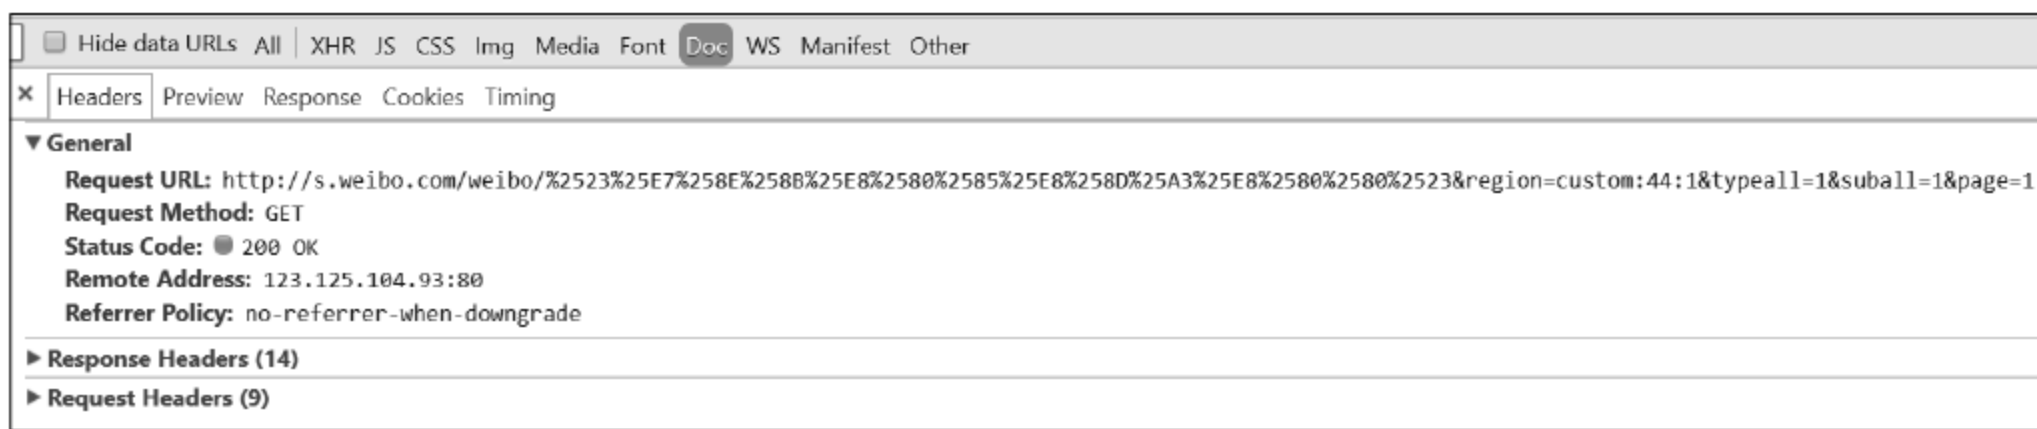 Hide data URLs All XHR JS CSS Img Media Font Doc WS Manifest Other
× Headers Preview Response Cookies Timing
▼ General
Request URL: http://s.weibo.com/weibo/%2523%25E7%258E%258B%25E8%2580%2585%25E8%258D%25A3%25E8%2580%2580%2523&region=custom:44:1&typeall=1&suball=1&page=1
Request Method: GET
Status Code: 200 OK
Remote Address: 123.125.104.93:80
Referrer Policy: no-referrer-when-downgrade
▶ Response Headers (14)
▶ Request Headers (9)